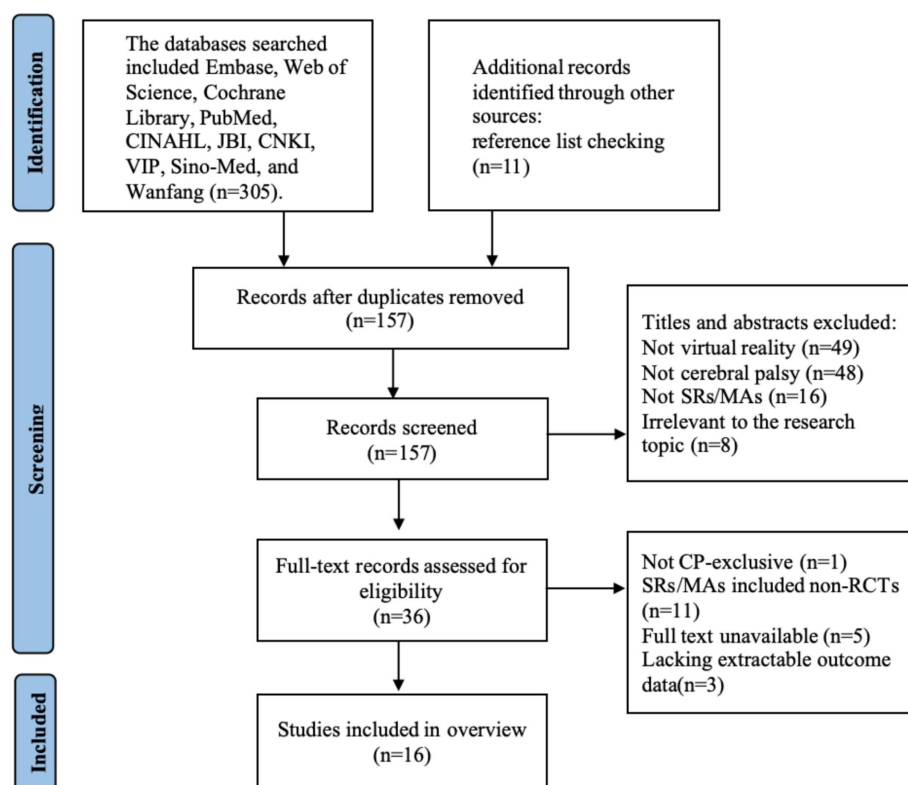 Identification
The databases searched
included Embase, Web of
Science, Cochrane
Library, PubMed,
CINAHL, JBI, CNKI,
VIP, Sino-Med, and
Wanfang (n=305).
Additional records
identified through other
sources:
reference list checking
(n=11)
Screening
Records after duplicates removed
(n=157)
Records screened
(n=157)
Titles and abstracts excluded:
Not virtual reality (n=49)
Not cerebral palsy (n=48)
Not SRs/MAs (n=16)
Irrelevant to the research
topic (n=8)
Full-text records assessed for
eligibility
(n=36)
Not CP-exclusive (n=1)
SRs/MAs included non-RCTs
(n=11)
Full text unavailable (n=5)
Lacking extractable outcome
data(n=3)
Included
Studies included in overview
(n=16)